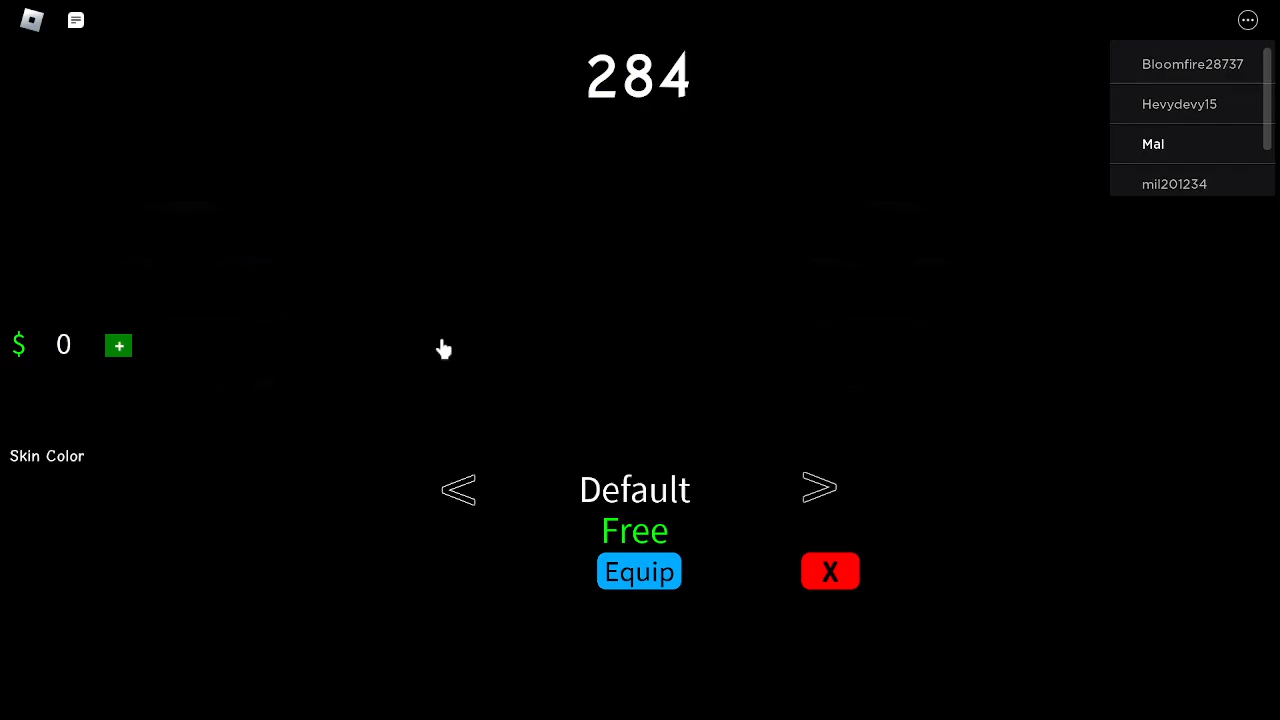 284
Bloomfire28737
Hevydevy15
Mal
mil201234
$ 0 +
Skin Color
< Default >
Free
Equip X